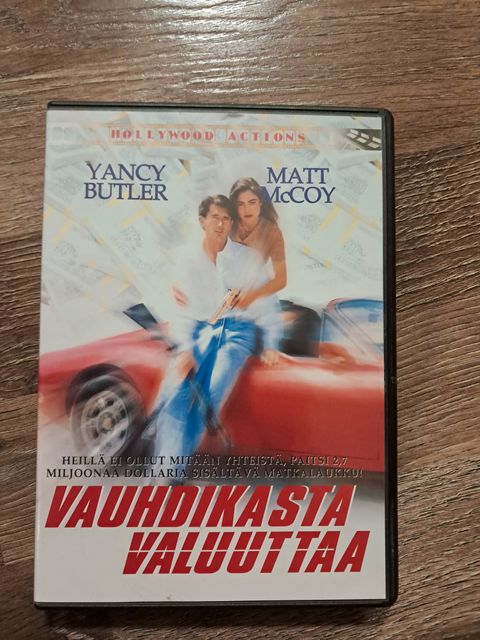 HOLLYWOOD ACTIONS
YANCY BUTLER
MATT McCOY
HEILLÄ EI OLLUT MITÄÄN YHTEISTÄ, PAITSI 2,7
MILJOONAA DOLLARIA SISÄLTÄVÄ MATKALAUKKU!
VAUHDIKASTA
VALUUTTAA